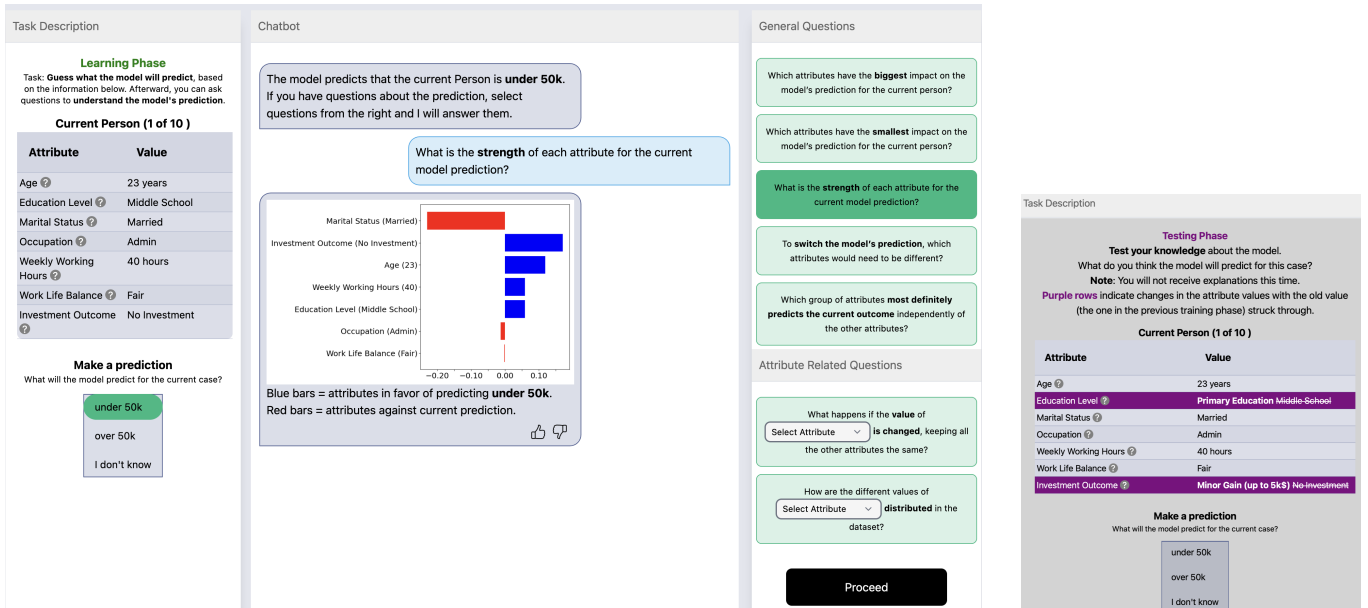 Task Description
Learning Phase
Task: Guess what the model will predict, based
on the information below. Afterward, you can ask
questions to understand the model's prediction.
Current Person (1 of 10 )
Attribute Value
Age ? 23 years
Education Level ? Middle School
Marital Status ? Married
Occupation ? Admin
Weekly Working 40 hours
Hours ?
Work Life Balance ? Fair
Investment Outcome No Investment
?
Make a prediction
What will the model predict for the current case?
under 50k
over 50k
I don't know
Chatbot
The model predicts that the current Person is under 50k.
If you have questions about the prediction, select
questions from the right and I will answer them.
What is the strength of each attribute for the current
model prediction?
Marital Status (Married)
Investment Outcome (No Investment)
Age (23)
Weekly Working Hours (40)
Education Level (Middle School)
Occupation (Admin)
Work Life Balance (Fair)
−0.20 −0.10 0.00 0.10
Blue bars = attributes in favor of predicting under 50k.
Red bars = attributes against current prediction.
General Questions
Which attributes have the biggest impact on the
model's prediction for the current person?
Which attributes have the smallest impact on the
model's prediction for the current person?
What is the strength of each attribute for the
current model prediction?
To switch the model's prediction, which
attributes would need to be different?
Which group of attributes most definitely
predicts the current outcome independently of
the other attributes?
Attribute Related Questions
What happens if the value of
Select Attribute is changed, keeping all
the other attributes the same?
How are the different values of
Select Attribute distributed in the
dataset?
Proceed
Task Description
Testing Phase
Test your knowledge about the model.
What do you think the model will predict for this case?
Note: You will not receive explanations this time.
Purple rows indicate changes in the attribute values with the old value
(the one in the previous training phase) struck through.
Current Person (1 of 10 )
Attribute Value
Age ? 23 years
Education Level ? Primary Education Middle School
Marital Status ? Married
Occupation ? Admin
Weekly Working Hours ? 40 hours
Work Life Balance ? Fair
Investment Outcome ? Minor Gain (up to 5k$) No Investment
Make a prediction
What will the model predict for the current case?
under 50k
over 50k
I don't know